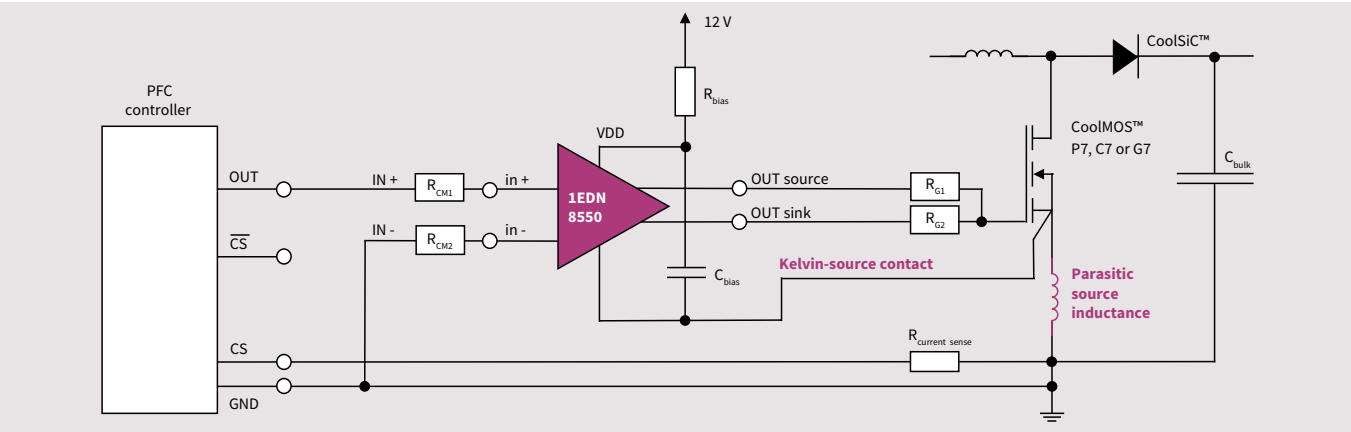 12 V
CoolSiC™
PFC
controller
R bias
VDD
CoolMOS™
P7, C7 or G7
C bulk
OUT
IN +
R CM1
in +
1EDN
8550
OUT source
R G1
OUT sink
R G2
CS
IN -
R CM2
in -
Kelvin-source contact
C bias
Parasitic
source
inductance
R current sense
CS
GND